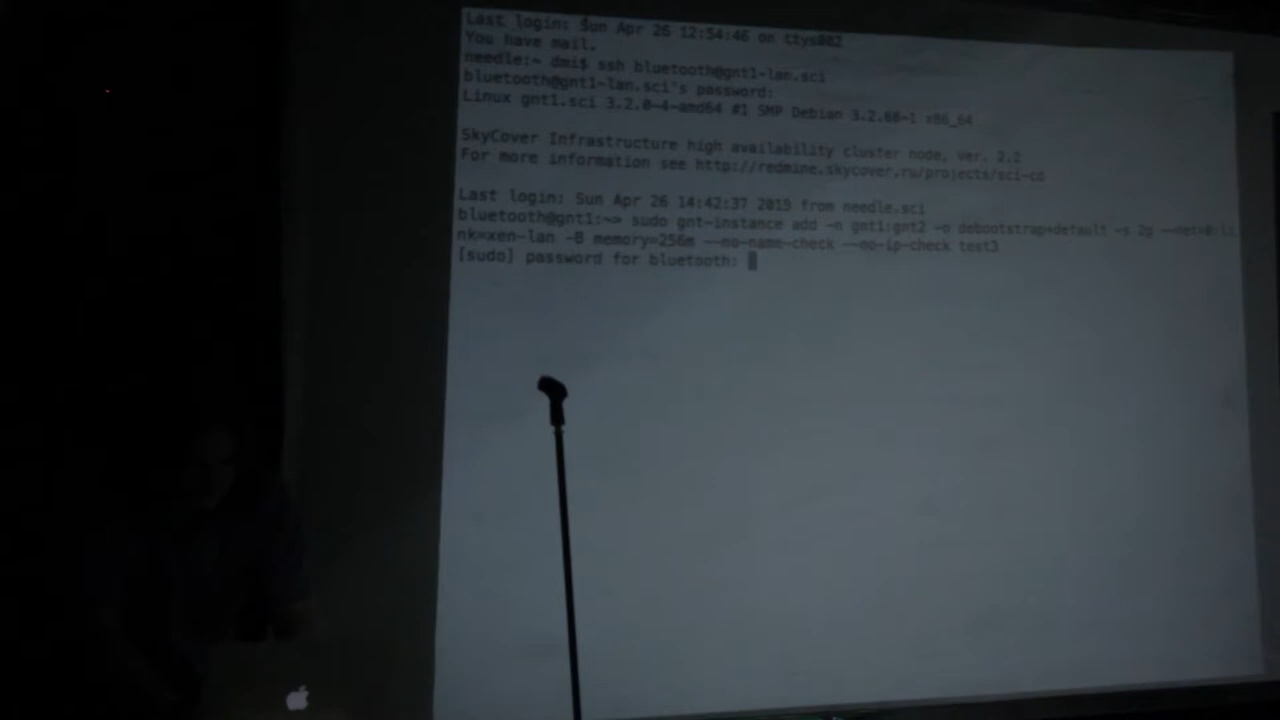 Last login: Sun Apr 26 12:54:46 on ttys002
You have mail.
needle:~ dmi$ ssh bluetooth@gnt1-lan.sci
bluetooth@gnt1-lan.sci's password:
Linux gnt1.sci 3.2.0-4-amd64 #1 SMP Debian 3.2.68-1 x86_64
SkyCover Infrastructure high availability cluster node, ver. 2.2
For more information see http://redmine.skycover.ru/projects/sci-cd
Last login: Sun Apr 26 14:42:37 2015 from needle.sci
bluetooth@gnt1:~> sudo gnt-instance add -n gnt1:gnt2 -o debootstrap+default -s 2g --net=0:li
nk=xen-lan -B memory=256m --no-name-check --no-ip-check test3
[sudo] password for bluetooth: